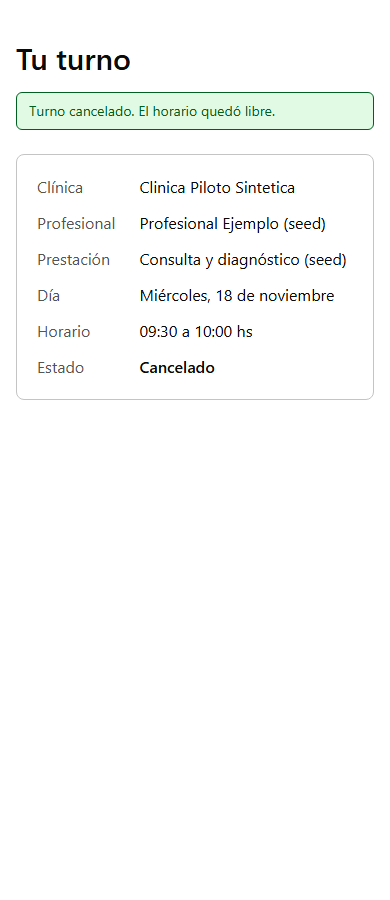 Tu turno
Turno cancelado. El horario quedó libre.
Clínica Clinica Piloto Sintetica
Profesional Profesional Ejemplo (seed)
Prestación Consulta y diagnóstico (seed)
Día Miércoles, 18 de noviembre
Horario 09:30 a 10:00 hs
Estado Cancelado